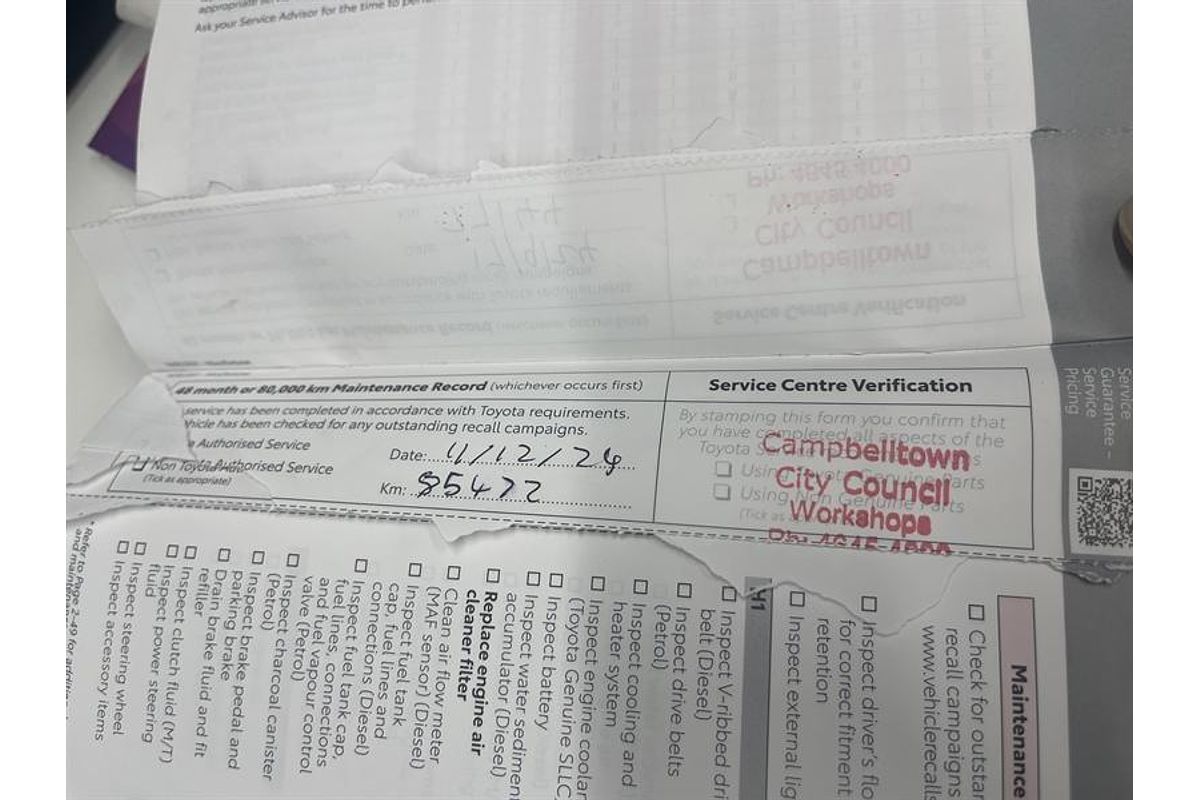 Ask your Service Advisor for the time to
48 month or 80,000 km Maintenance Record (whichever occurs first)
service has been completed in accordance with Toyota requirements.
vehicle has been checked for any outstanding recall campaigns.
Authorised Service
Non Toyota Authorised Service
(Tick as appropriate)
Date:
/12/24
Km: 85472
Service Centre Verification
By stamping this form you confirm that
you have completed all aspects of the
Toyota
Using Parts
Using Non Genuine Parts
(Tick as
Campbelltown
City Council
Workshops
Service
Guarantee –
Service
Pricing
Maintenance
Check for outstan
recall campaigns
www.vehiclerecalls
Inspect driver's flo
for correct fitment
retention
Inspect external lig
Inspect V-ribbed dri
belt (Diesel)
Inspect drive belts
(Petrol)
Inspect cooling and
heater system
Inspect engine coolan
(Toyota Genuine SLLC,
Inspect battery
Inspect water sedimen
accumulator (Diesel)
Replace engine air
cleaner filter
Clean air flow meter
(MAF sensor) (Diesel)
Inspect fuel tank
cap, fuel lines and
connections (Diesel)
Inspect fuel tank cap,
fuel lines, connections
and fuel vapour control
valve (Petrol)
Inspect charcoal canister
(Petrol)
Inspect brake pedal and
parking brake
Drain brake fluid and fit
refiller
Inspect clutch fluid (M/T)
Inspect power steering
fluid
Inspect steering wheel
Inspect accessory items
* Refer to Page 2-49 for